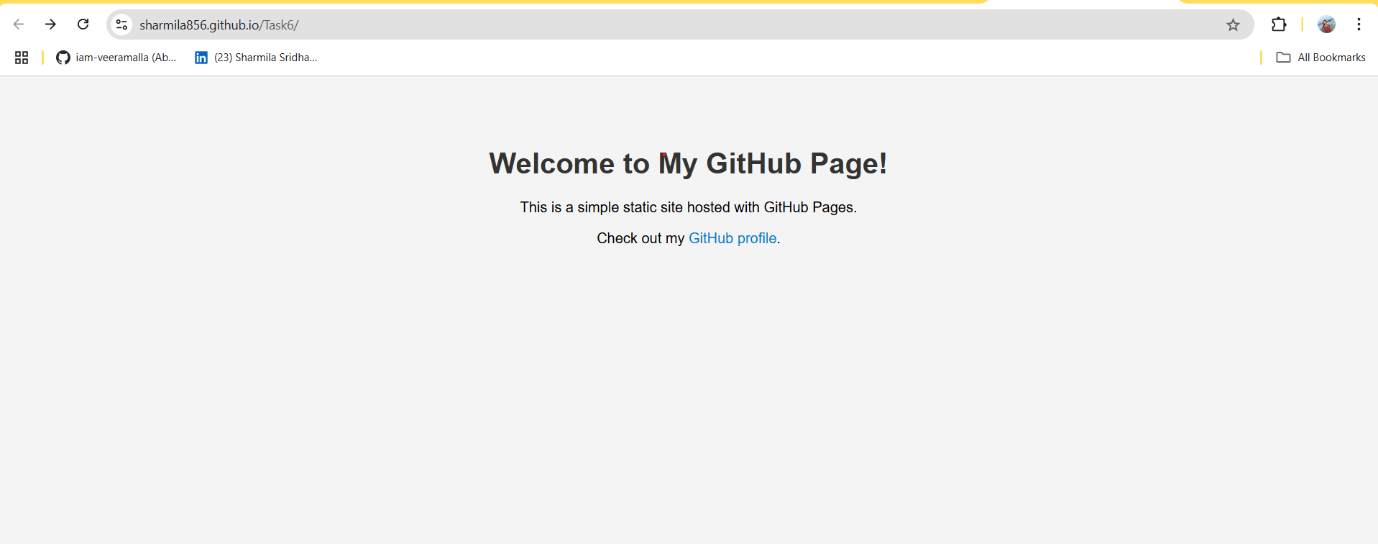 sharmila856.github.io/Task6/
iam-veeramalla (Ab...
(23) Sharmila Sridha...
All Bookmarks
Welcome to My GitHub Page!
This is a simple static site hosted with GitHub Pages.
Check out my GitHub profile.